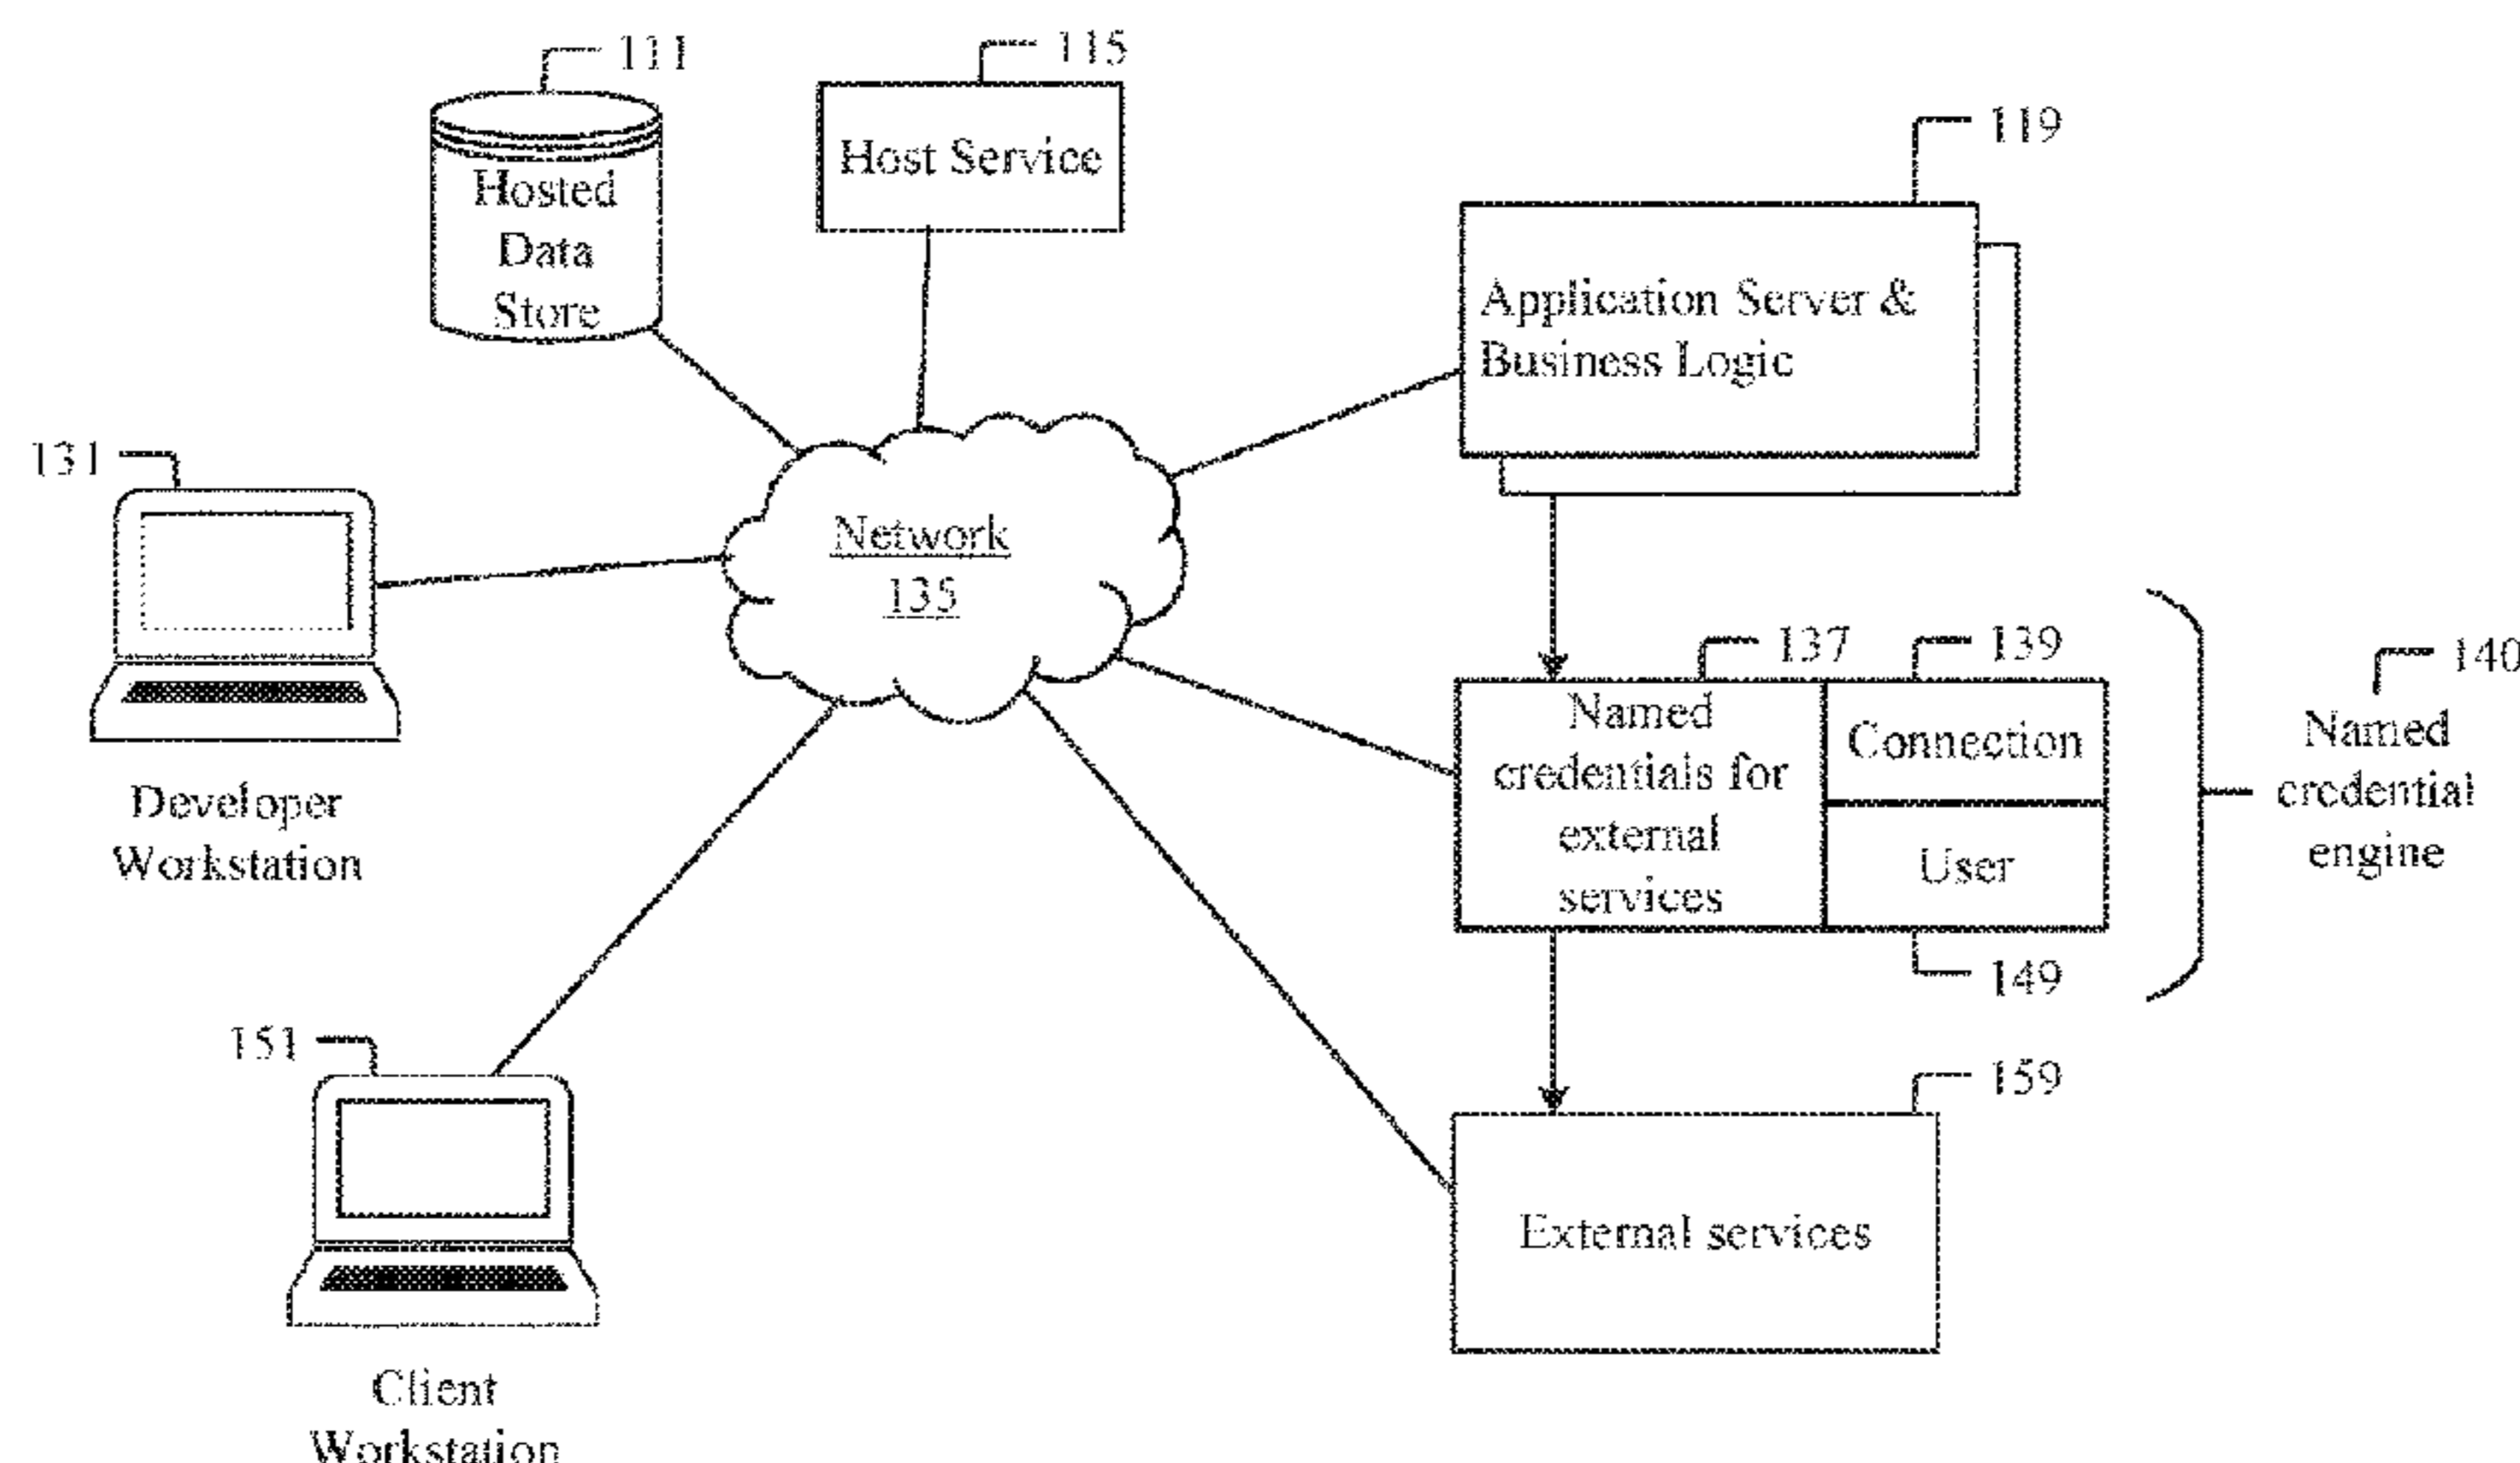 111
115
Hosted
Data
Store
Host Service
119
Application Server &
Business Logic
131
Network
135
Developer
Workstation
137
139
140
Named
credentials for
external
services
Connection
User
149
Named
credential
engine
151
159
External services
Client
Workstation